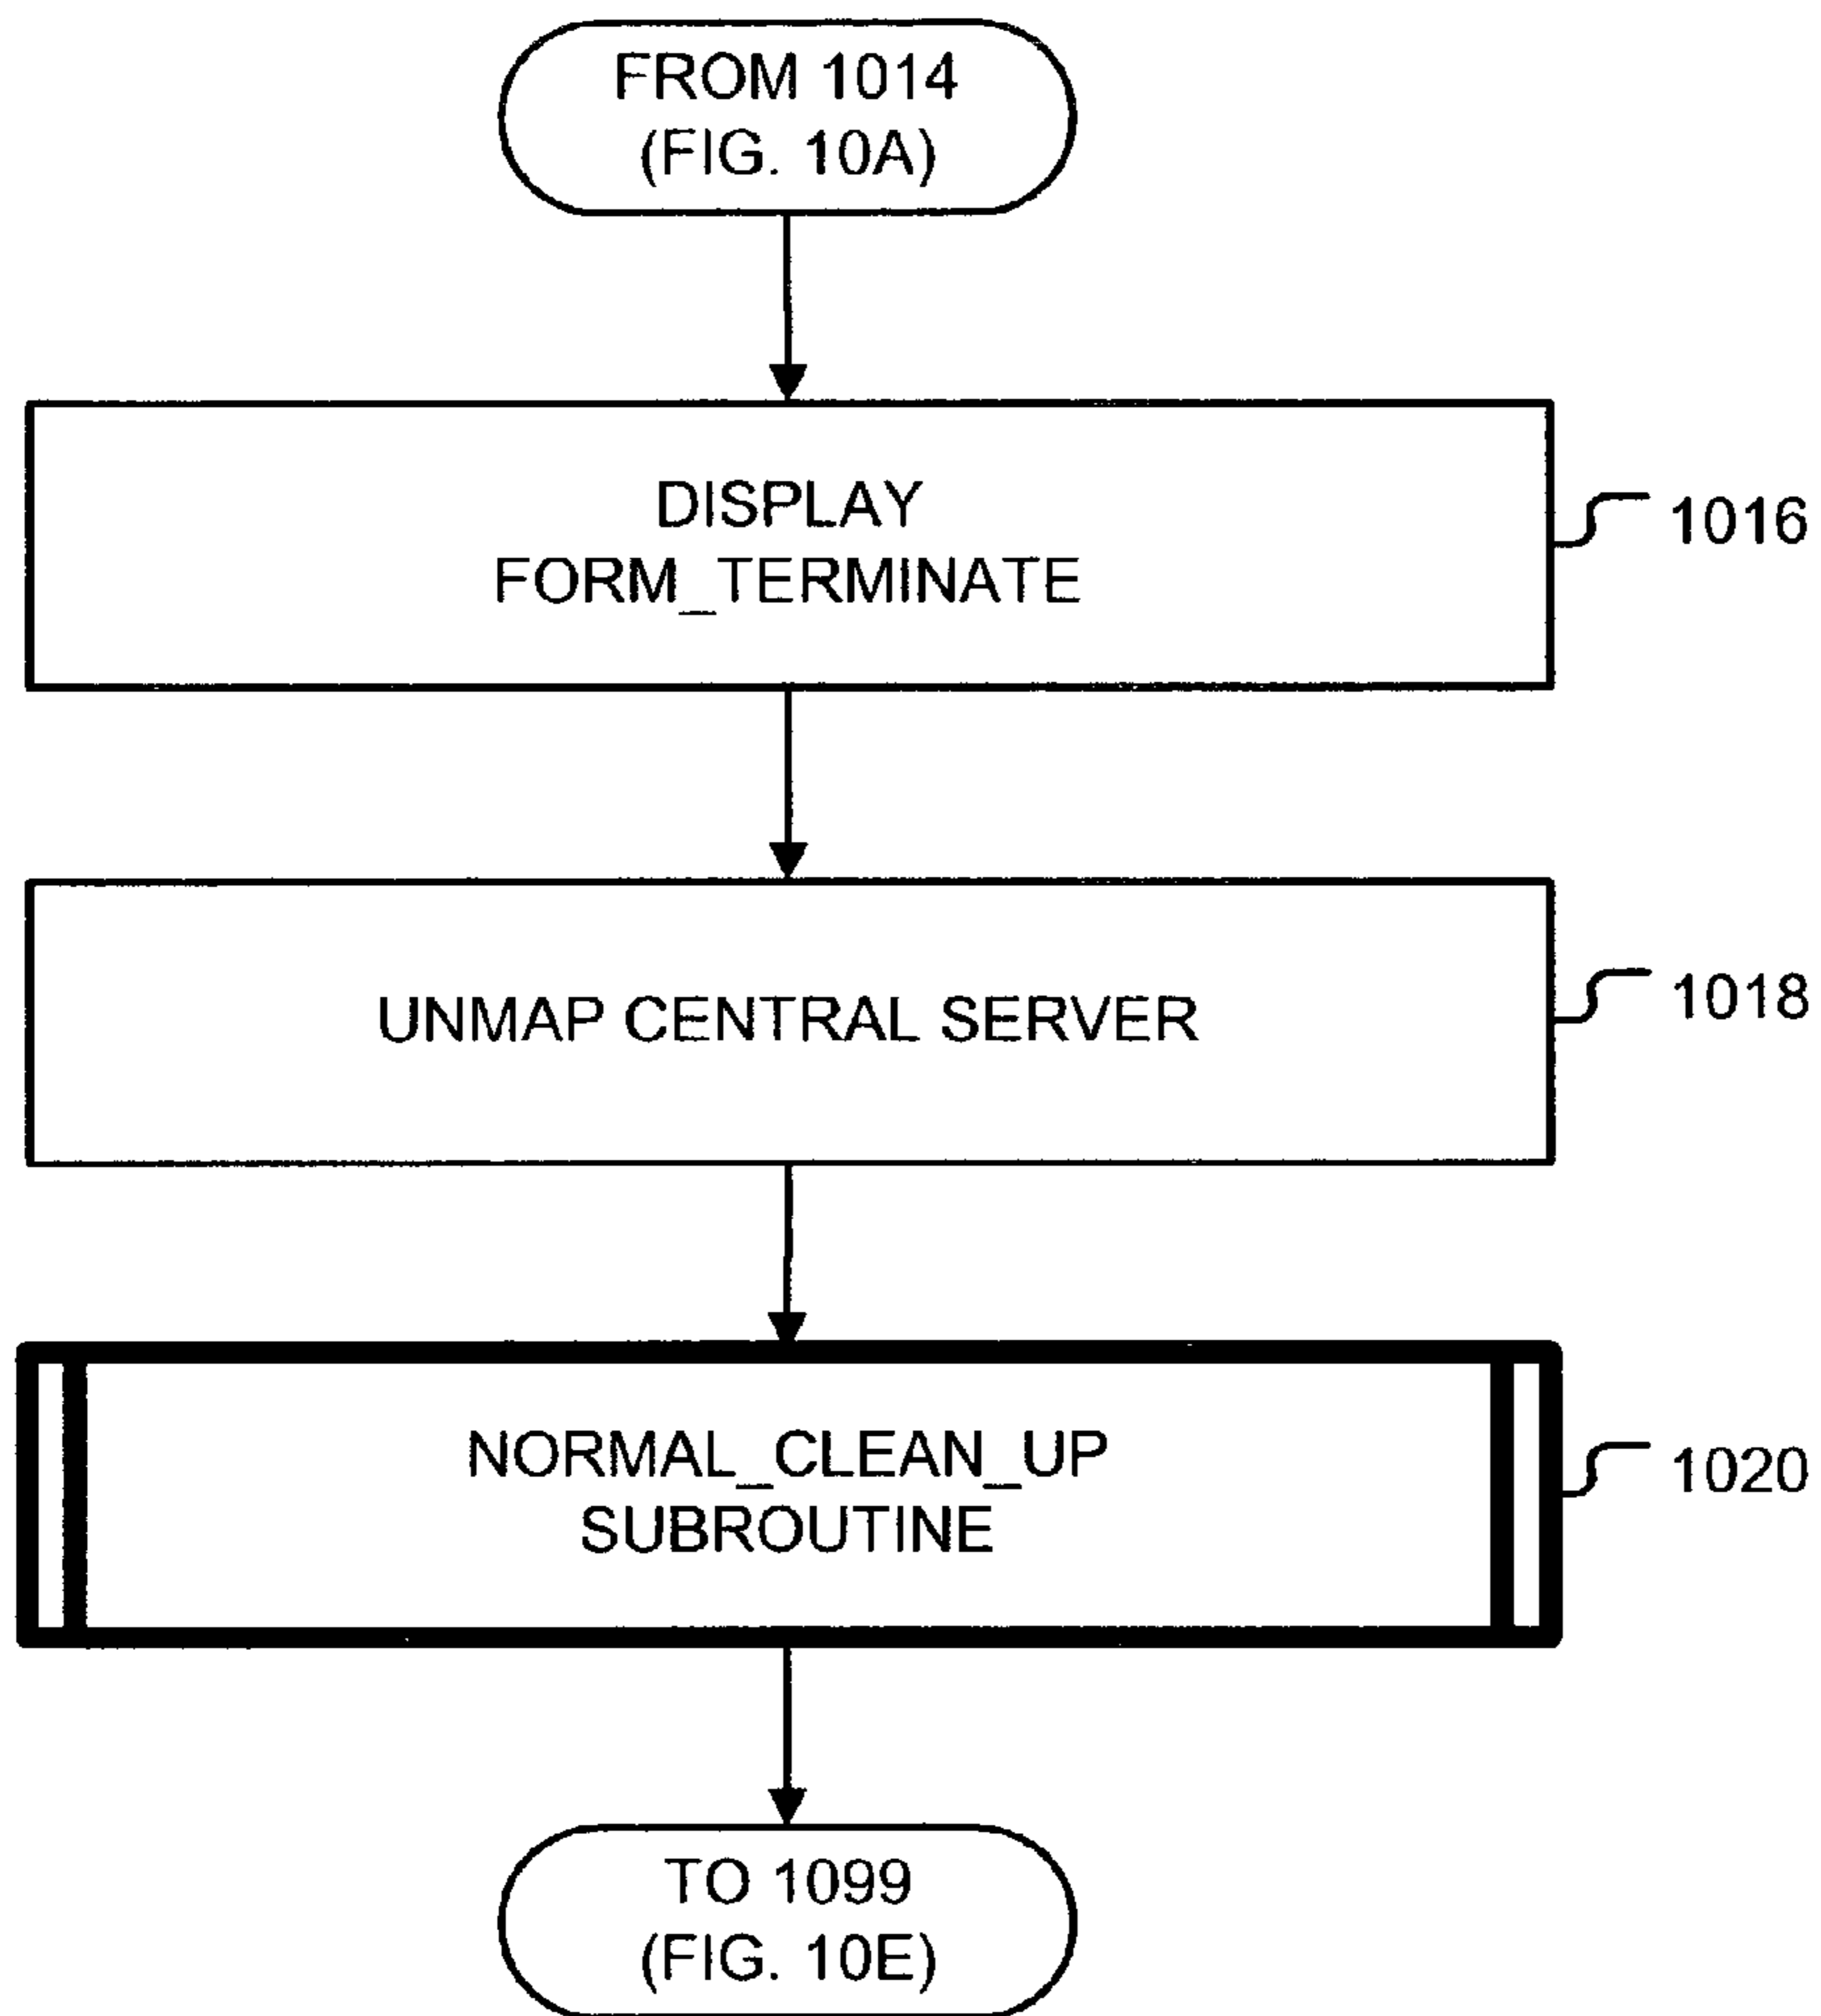 FROM 1014
(FIG. 10A)
DISPLAY
FORM_TERMINATE
1016
UNMAP CENTRAL SERVER
1018
NORMAL_CLEAN_UP
SUBROUTINE
1020
TO 1099
(FIG. 10E)